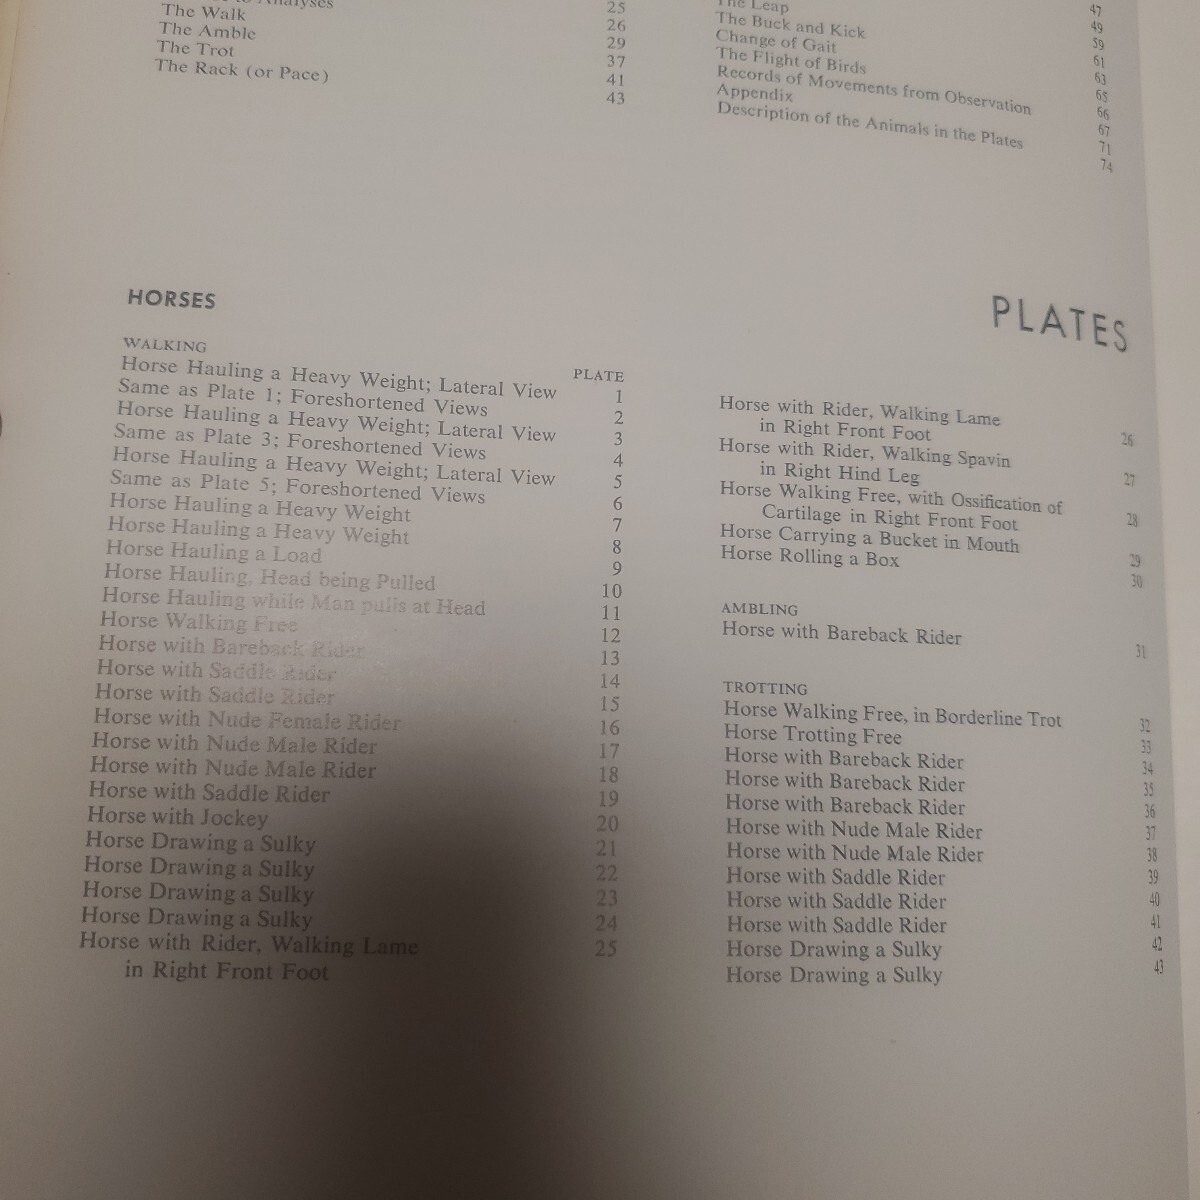 to Analyses
The Walk
The Amble
The Trot
The Rack (or Pace)
25
26
29
37
41
43
The Leap
The Buck and Kick
Change of Gait
The Flight of Birds
Records of Movements from Observation
Appendix
Description of the Animals in the Plates
47
49
59
61
63
65
66
67
71
74
HORSES
PLATES
WALKING
PLATE
Horse Hauling a Heavy Weight; Lateral View 1
Same as Plate 1; Foreshortened Views 2
Horse Hauling a Heavy Weight; Lateral View 3
Same as Plate 3; Foreshortened Views 4
Horse Hauling a Heavy Weight; Lateral View 5
Same as Plate 5; Foreshortened Views 6
Horse Hauling a Heavy Weight 7
Horse Hauling a Heavy Weight 8
Horse Hauling a Load 9
Horse Hauling, Head being Pulled 10
Horse Hauling while Man pulls at Head 11
Horse Walking Free 12
Horse with Bareback Rider 13
Horse with Saddle Rider 14
Horse with Saddle Rider 15
Horse with Nude Female Rider 16
Horse with Nude Male Rider 17
Horse with Nude Male Rider 18
Horse with Saddle Rider 19
Horse with Jockey 20
Horse Drawing a Sulky 21
Horse Drawing a Sulky 22
Horse Drawing a Sulky 23
Horse Drawing a Sulky 24
Horse with Rider, Walking Lame 25
in Right Front Foot
Horse with Rider, Walking Lame
in Right Front Foot 26
Horse with Rider, Walking Spavin
in Right Hind Leg 27
Horse Walking Free, with Ossification of
Cartilage in Right Front Foot 28
Horse Carrying a Bucket in Mouth 29
Horse Rolling a Box 30
AMBLING
Horse with Bareback Rider 31
TROTTING
Horse Walking Free, in Borderline Trot 32
Horse Trotting Free 33
Horse with Bareback Rider 34
Horse with Bareback Rider 35
Horse with Bareback Rider 36
Horse with Nude Male Rider 37
Horse with Nude Male Rider 38
Horse with Saddle Rider 39
Horse with Saddle Rider 40
Horse with Saddle Rider 41
Horse Drawing a Sulky 42
Horse Drawing a Sulky 43